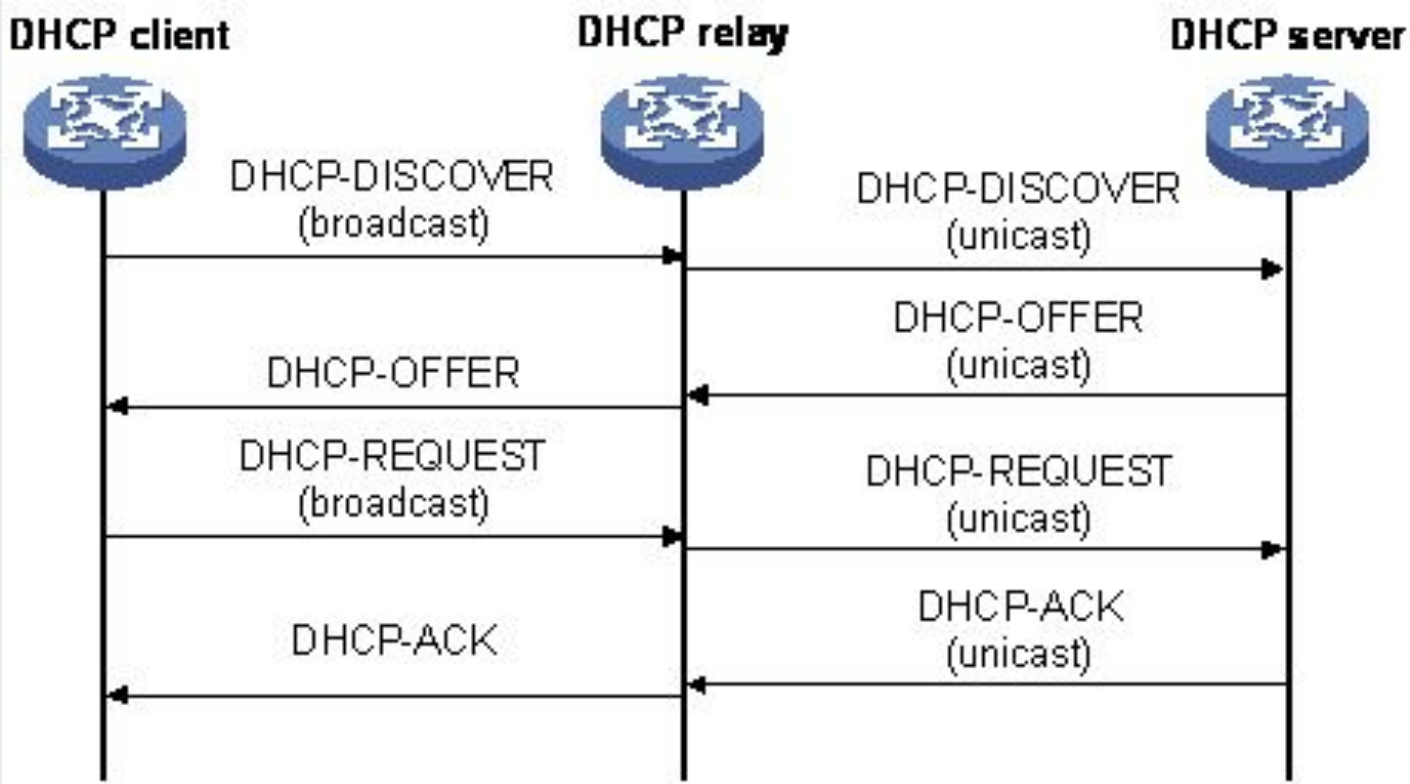 DHCP client
DHCP relay
DHCP server
DHCP-DISCOVER
(broadcast)
DHCP-DISCOVER
(unicast)
DHCP-OFFER
(unicast)
DHCP-OFFER
DHCP-REQUEST
(broadcast)
DHCP-REQUEST
(unicast)
DHCP-ACK
(unicast)
DHCP-ACK